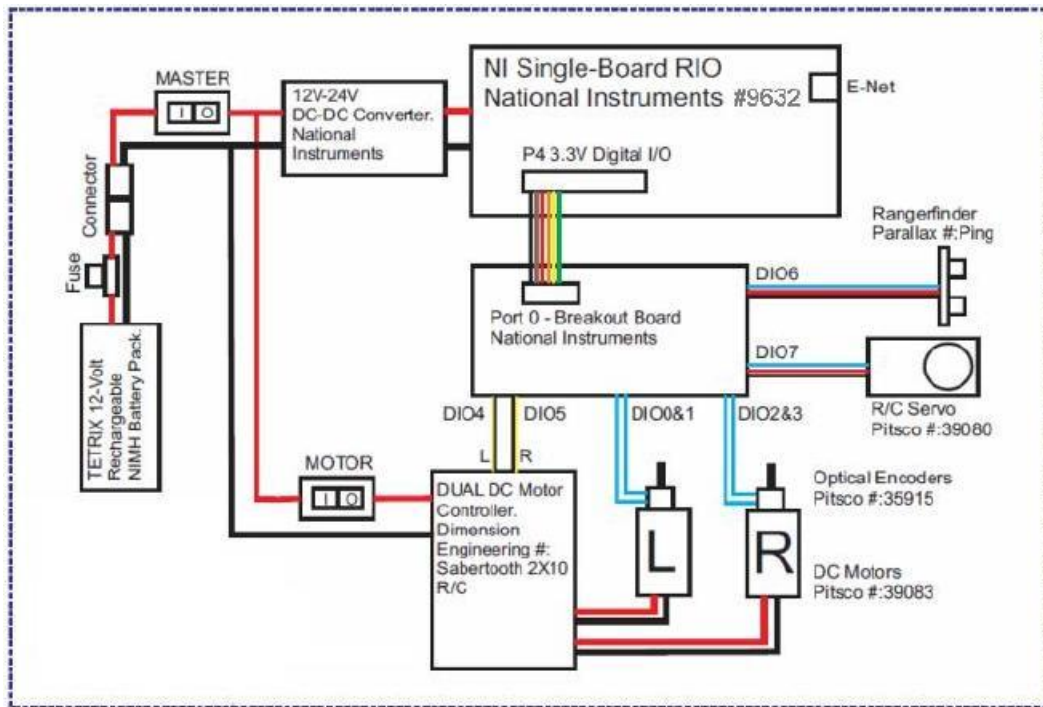 MASTER
12V-24V
DC-DC Converter.
National
Instruments
NI Single-Board RIO
National Instruments #9632
E-Net
P4 3.3V Digital I/O
Connector
Fuse
TETRIX 12-Volt
Rechargeable
NIMH Battery Pack.
I O
Rangerfinder
Parallax #:Ping
DIO6
Port 0 - Breakout Board
National Instruments
DIO7
R/C Servo
Pitsco #:39080
DIO4
DIO5
DIO0&1
DIO2&3
L
R
MOTOR
I O
DUAL DC Motor
Controller.
Dimension
Engineering #:
Sabertooth 2X10
R/C
Optical Encoders
Pitsco #:35915
L
R
DC Motors
Pitsco #:39083